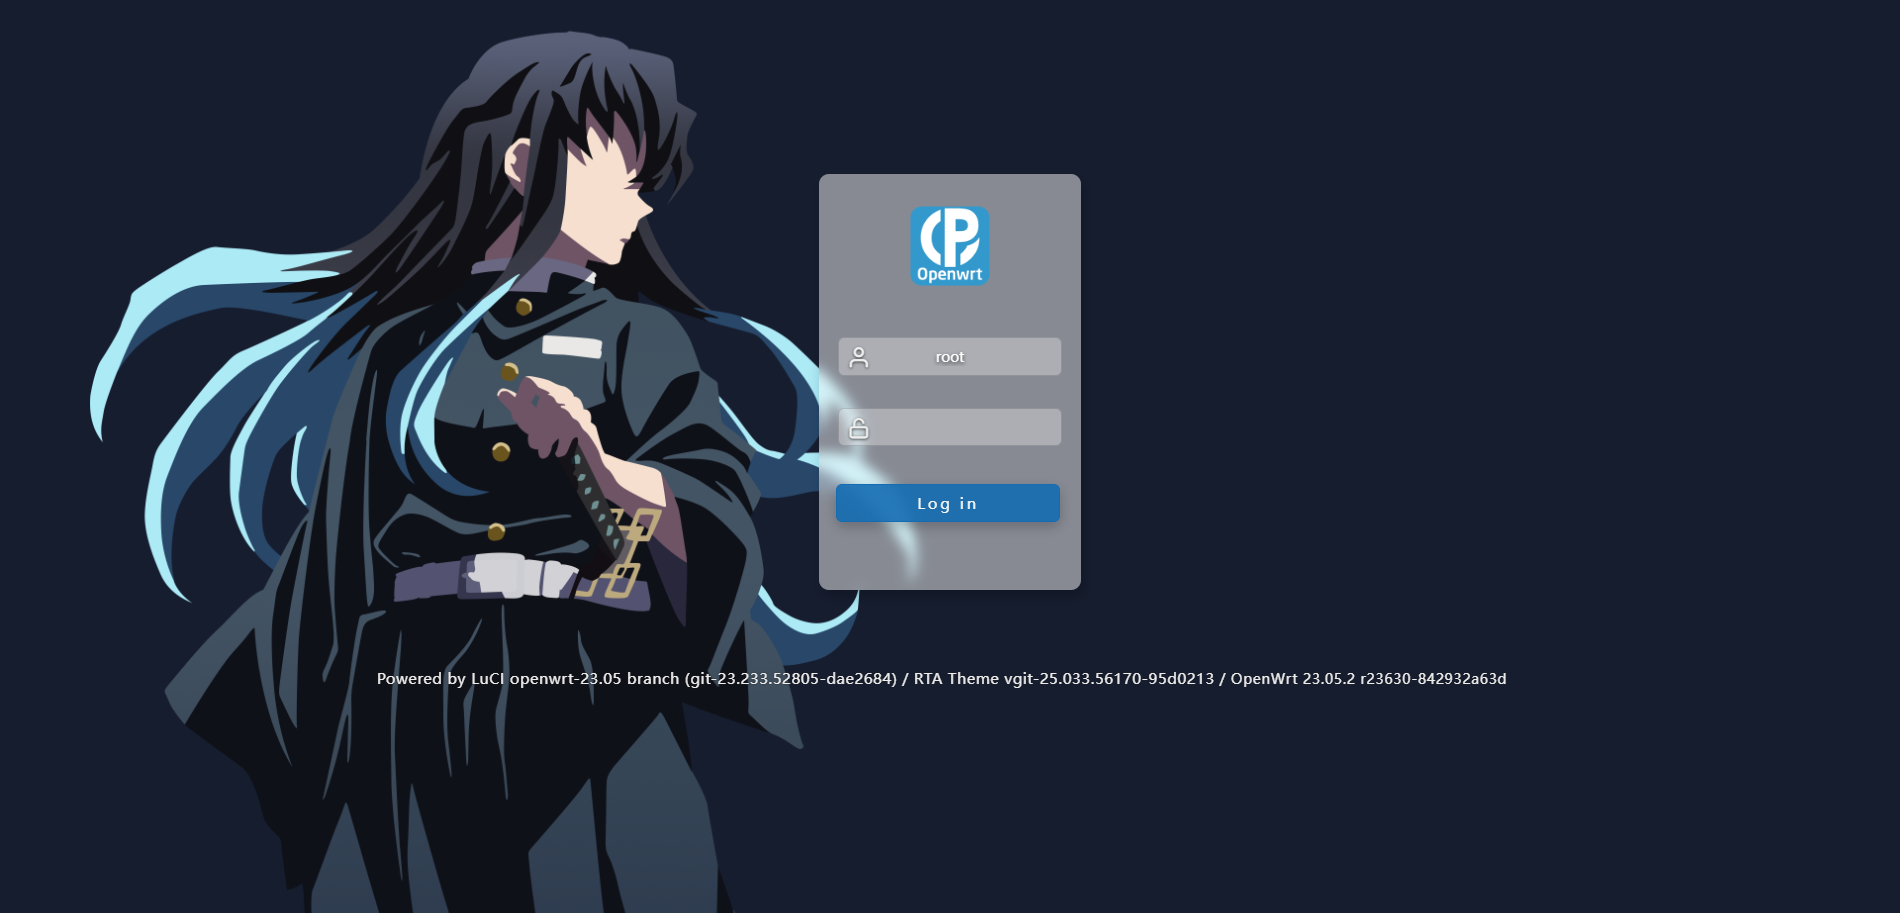 Openwrt
root
Log in
Powered by LuCI openwrt-23.05 branch (git-23.233.52805-dae2684) / RTA Theme vgit-25.033.56170-95d0213 / OpenWrt 23.05.2 r23630-842932a63d